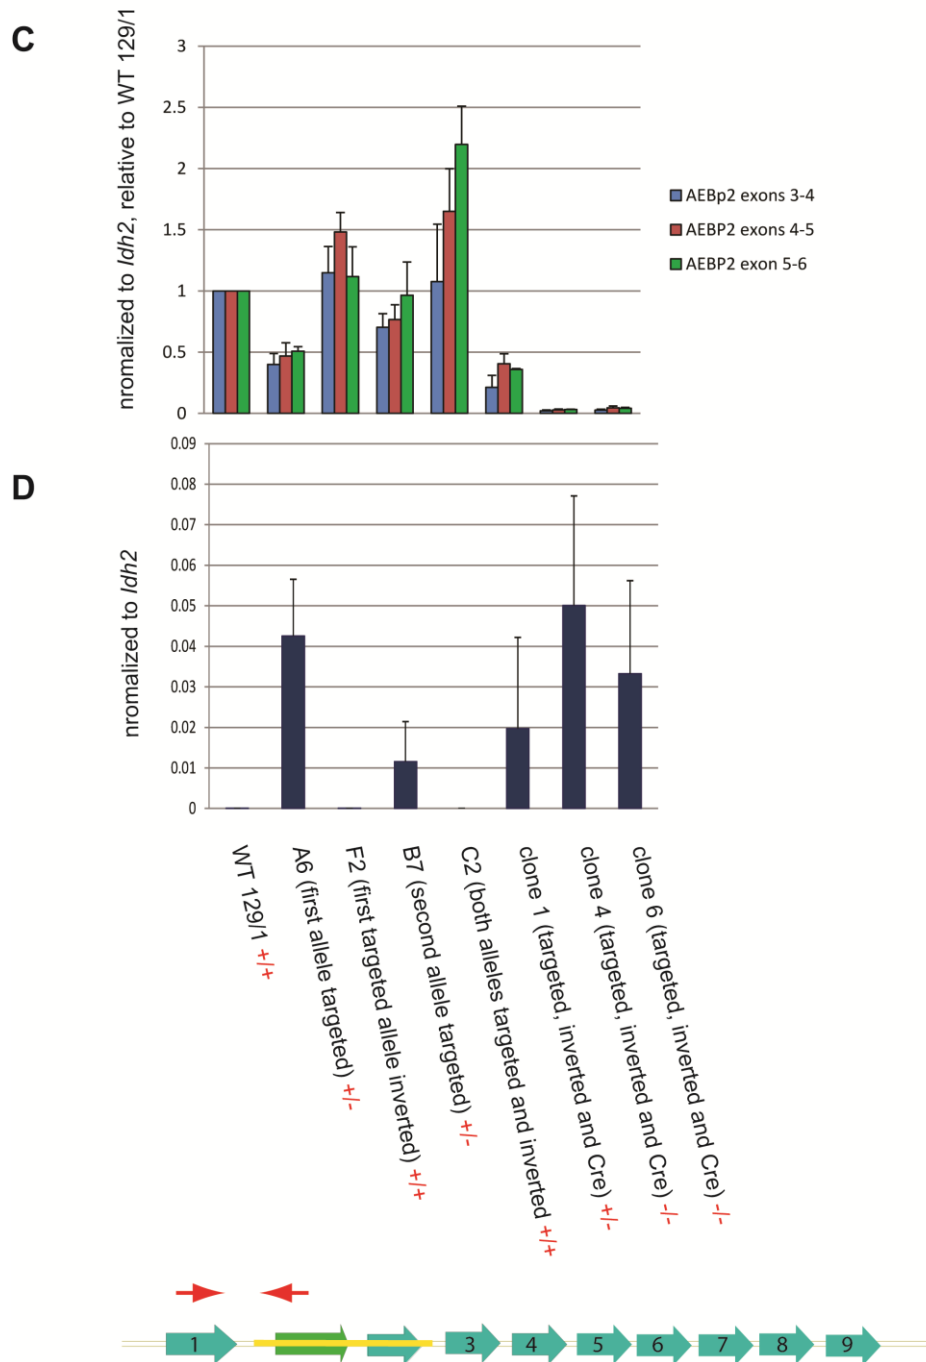 C
nromalized to Idh2, relative to WT 129/1
3
2.5
2
1.5
1
0.5
0
AEBp2 exons 3-4
AEBP2 exons 4-5
AEBP2 exon 5-6
D
nromalized to Idh2
0.09
0.08
0.07
0.06
0.05
0.04
0.03
0.02
0.01
0
WT 129/1 +/+
A6 (first allele targeted) +/-
F2 (first targeted allele inverted) +/+
B7 (second allele targeted) +/-
C2 (both alleles targeted and inverted +/+
clone 1 (targeted, inverted and Cre) +/-
clone 4 (targeted, inverted and Cre) -/-
clone 6 (targeted, inverted and Cre) -/-
1 3 4 5 6 7 8 9